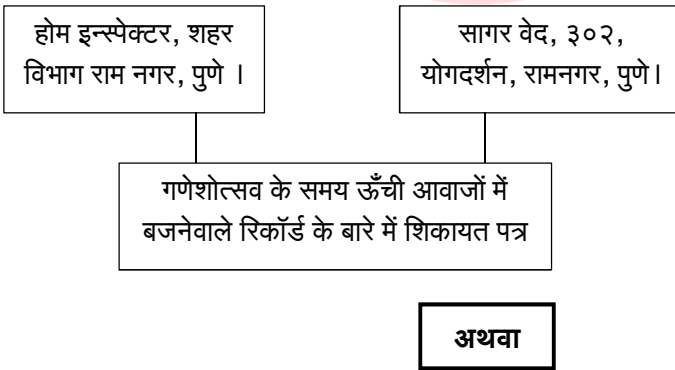 होम इन्स्पेक्टर, शहर
विभाग राम नगर, पुणे ।
सागर वेद, ३०२,
योगदर्शन, रामनगर, पुणे।
गणेशोत्सव के समय ऊँची आवाजों में
बजनेवाले रिकॉर्ड के बारे में शिकायत पत्र
अथवा